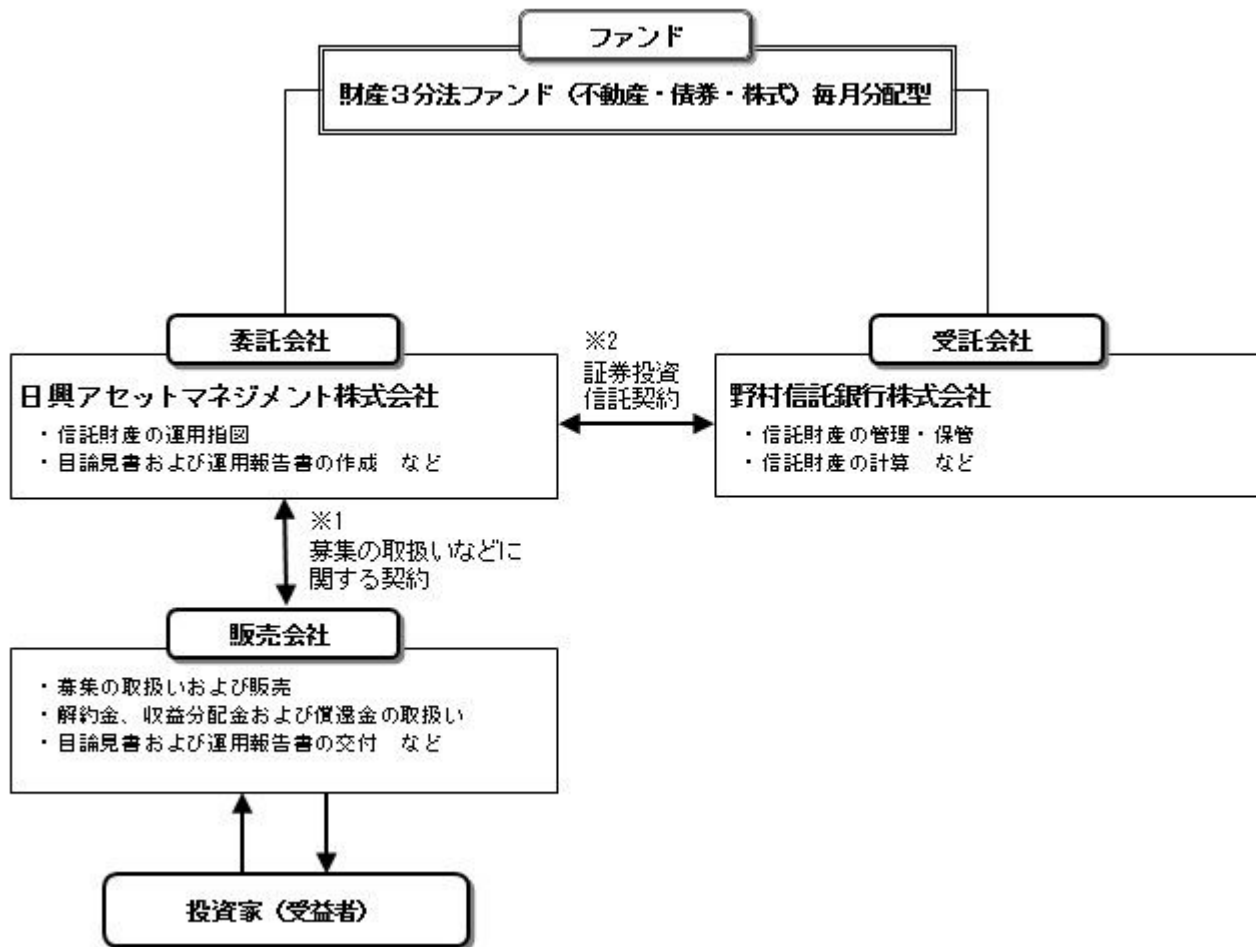 ファンド
財産3分法ファンド（不動産・債券・株式）毎月分配型
委託会社
日興アセットマネジメント株式会社
・信託財産の運用指図
・目論見書および運用報告書の作成　など
※2
証券投資
信託契約
受託会社
野村信託銀行株式会社
・信託財産の管理・保管
・信託財産の計算　など
※1
募集の取扱いなどに
関する契約
販売会社
・募集の取扱いおよび販売
・解約金、収益分配金および償還金の取扱い
・目論見書および運用報告書の交付　など
投資家（受益者）